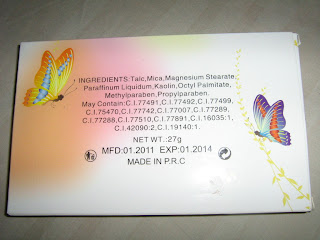 INGREDIENTS:Talc,Mica,Magnesium Stearate,
Paraffinum Liquidum,Kaolin,Octyl Palmitate,
Methylparaben,Propylparaben.
May Contain:C.I.77491,C.I.77492,C.I.77499,
C.I.75470,C.I.77742,C.I.77007,C.I.77289,
C.I.77288,C.I.77510,C.I.77891,C.I.16035:1,
C.I.42090:2,C.I.19140:1.
NET WT.:27g
MFD:01.2011 EXP:01.2014
MADE IN P.R.C